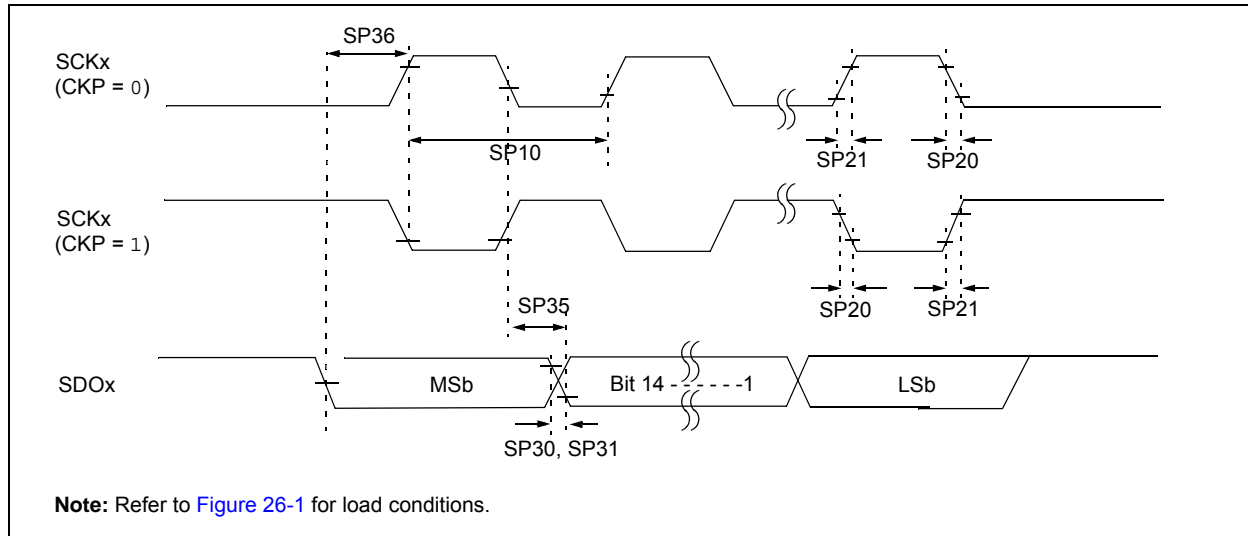 SP36
SCKx
(CKP = 0)
SP10
SP21
SP20
SCKx
(CKP = 1)
SP35
SP20
SP21
SDOx
MSb
Bit 14 - - - - - -1
LSb
SP30, SP31
Note: Refer to Figure 26-1 for load conditions.